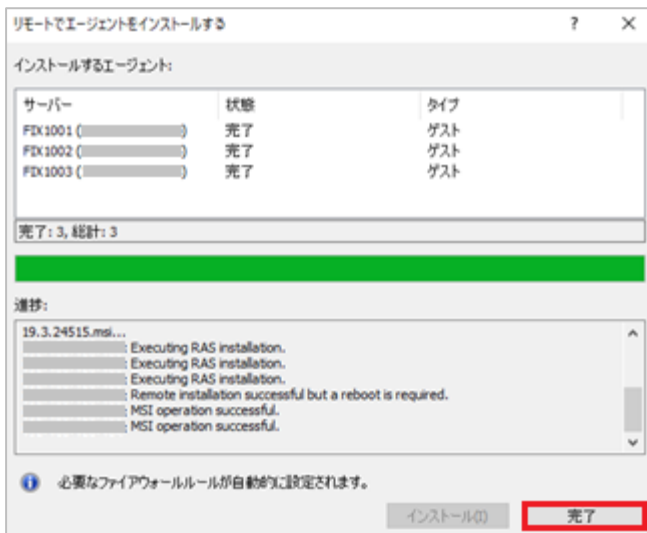 リモートでエージェントをインストールする ? ×
インストールするエージェント:
サーバー 状態 タイプ
FIX1001 ( ) 完了 ゲスト
FIX1002 ( ) 完了 ゲスト
FIX1003 ( ) 完了 ゲスト
完了: 3, 総計: 3
進捗:
19.3.24515.msi...
: Executing RAS installation.
: Executing RAS installation.
: Executing RAS installation.
: Remote installation successful but a reboot is required.
: MSI operation successful.
: MSI operation successful.
必要なファイアウォールルールが自動的に設定されます。
インストール(I) 完了